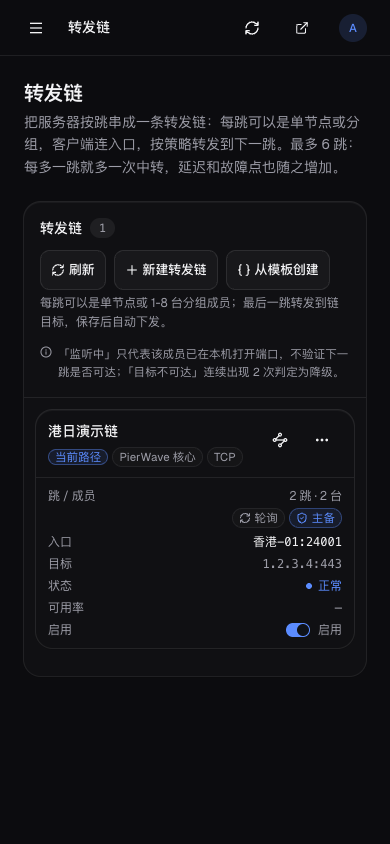 转发链
A
转发链
把服务器按跳串成一条转发链：每跳可以是单节点或分
组，客户端连入口，按策略转发到下一跳。最多 6 跳：
每多一跳就多一次中转，延迟和故障点也随之增加。
转发链 1
刷新 新建转发链 从模板创建
每跳可以是单节点或 1-8 台分组成员；最后一跳转发到链
目标，保存后自动下发。
「监听中」只代表该成员已在本机打开端口，不验证下一
跳是否可达；「目标不可达」连续出现 2 次判定为降级。
港日演示链
当前路径 PierWave 核心 TCP
跳 / 成员 2 跳 · 2 台
轮询 主备
入口 香港-01:24001
目标 1.2.3.4:443
状态 正常
可用率 —
启用 启用